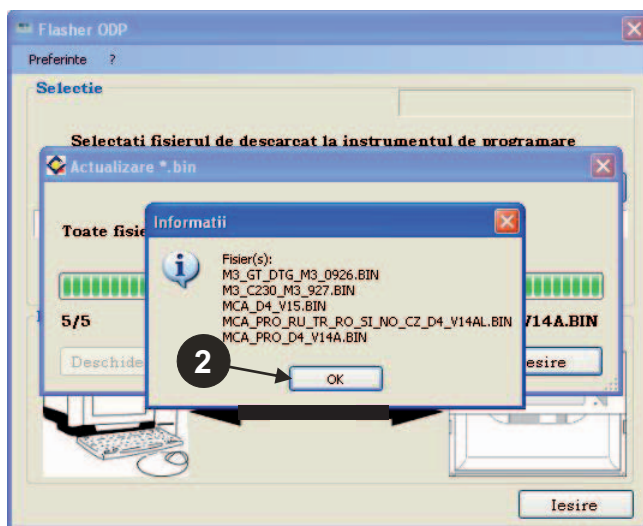 Flasher ODP
Preferinte ?
Selectie
Selectati fisierul de descarcat la instrumentul de programare
Actualizare *.bin
Toate fisie
Informatii
Fisier(s):
M3_GT_DTG_M3_0926.BIN
M3_C230_M3_927.BIN
MCA_D4_V15.BIN
MCA_PRO_RU_TR_RO_SI_NO_CZ_D4_V14AL.BIN
MCA_PRO_D4_V14A.BIN
5/5
V14A.BIN
Deschide
2
OK
esire
Iesire